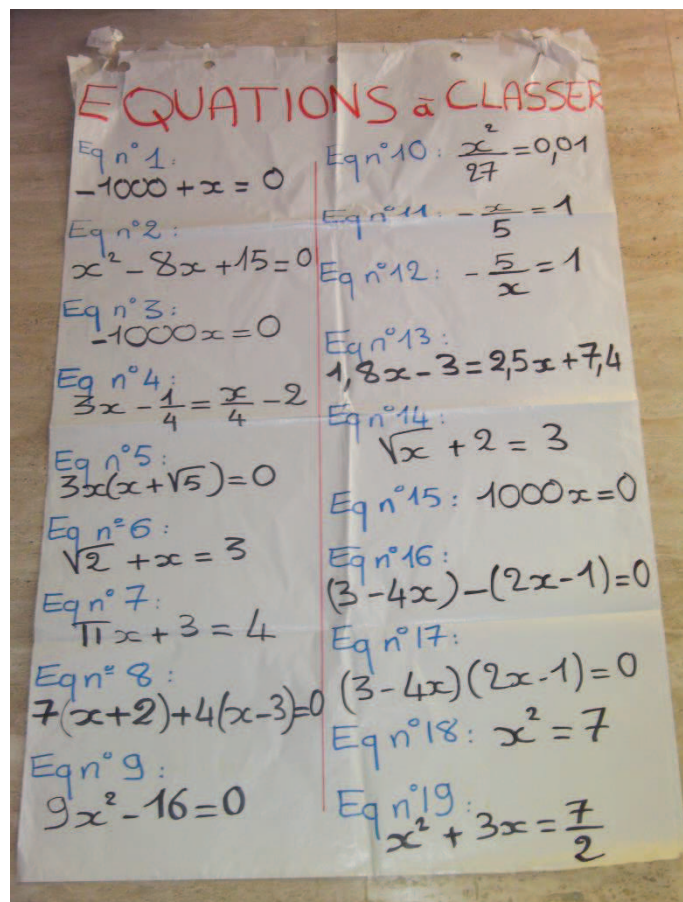 EQUATIONS à CLASSER
Eq n°1:
-1000 + x = 0
Eq n°2:
x² - 8x + 15 = 0
Eq n°3:
-1000x = 0
Eq n°4:
3x - 1/4 = x/4 - 2
Eq n°5:
3x(x + √5) = 0
Eq n°6:
√2 + x = 3
Eq n°7:
πx + 3 = 4
Eq n° 8:
7(x+2)+4(x-3)=0
Eq n°9:
9x² - 16 = 0
Eq n°10: x²/27 = 0,01
Eq n°11: -x/5 = 1
Eq n°12: -5/x = 1
Eq n°13:
1,8x - 3 = 2,5x + 7,4
Eq n°14:
√x + 2 = 3
Eq n°15: 1000x = 0
Eq n°16:
(3 - 4x) - (2x - 1) = 0
Eq n°17:
(3 - 4x)(2x - 1) = 0
Eq n°18: x² = 7
Eq n°19:
x² + 3x = 7/2